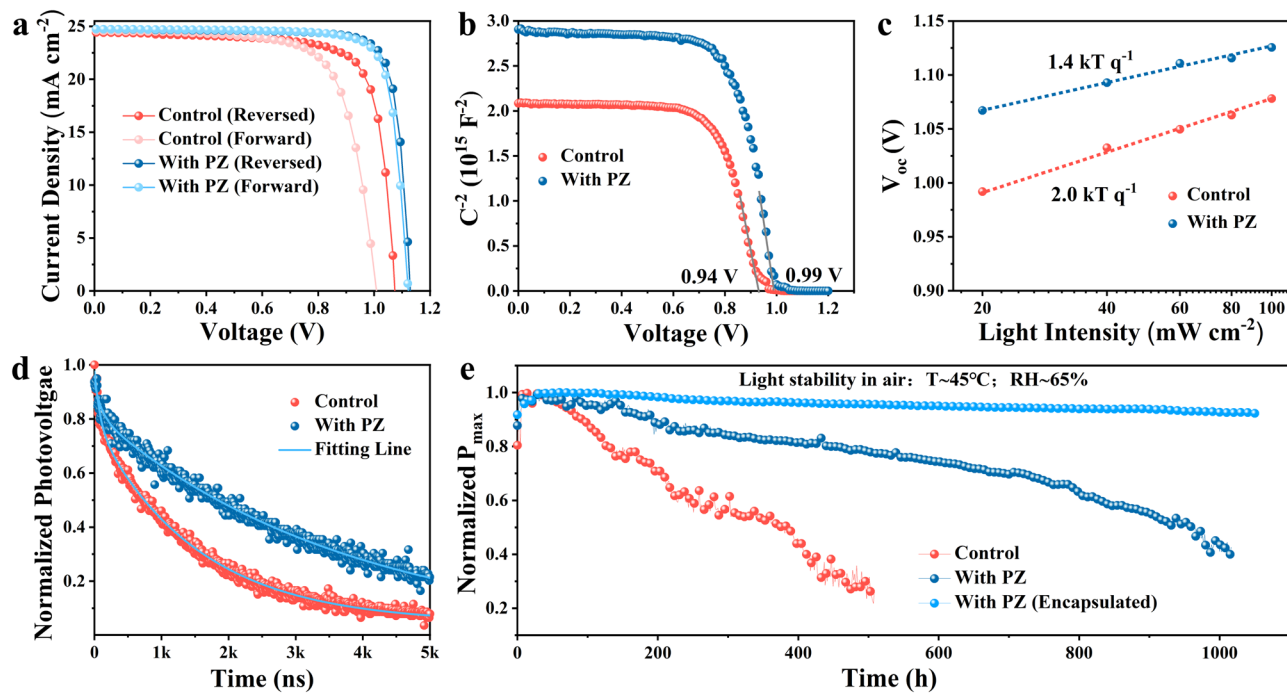 a
25
20
15
10
5
0
0.0 0.2 0.4 0.6 0.8 1.0 1.2
Current Density (mA cm⁻²)
Voltage (V)
Control (Reversed)
Control (Forward)
With PZ (Reversed)
With PZ (Forward)
b
3.0
2.5
2.0
1.5
1.0
0.5
0.0
0.0 0.2 0.4 0.6 0.8 1.0 1.2
C⁻² (10¹⁵ F⁻²)
Voltage (V)
Control
With PZ
0.94 V
0.99 V
c
1.15
1.10
1.05
1.00
0.95
0.90
20 40 60 80 100
Voc (V)
Light Intensity (mW cm⁻²)
1.4 kT q⁻¹
2.0 kT q⁻¹
Control
With PZ
d
1.0
0.8
0.6
0.4
0.2
0 1k 2k 3k 4k 5k
Normalized Photovoltgae
Time (ns)
Control
With PZ
Fitting Line
e
Light stability in air: T~45℃; RH~65%
1.0
0.8
0.6
0.4
0.2
0 200 400 600 800 1000
Normalized Pmax
Time (h)
Control
With PZ
With PZ (Encapsulated)